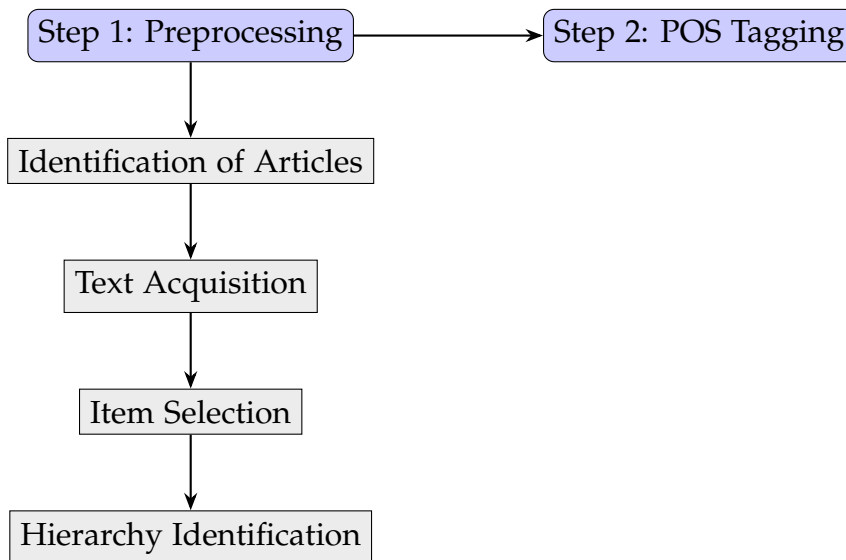 Step 1: Preprocessing
Step 2: POS Tagging
Identification of Articles
Text Acquisition
Item Selection
Hierarchy Identification